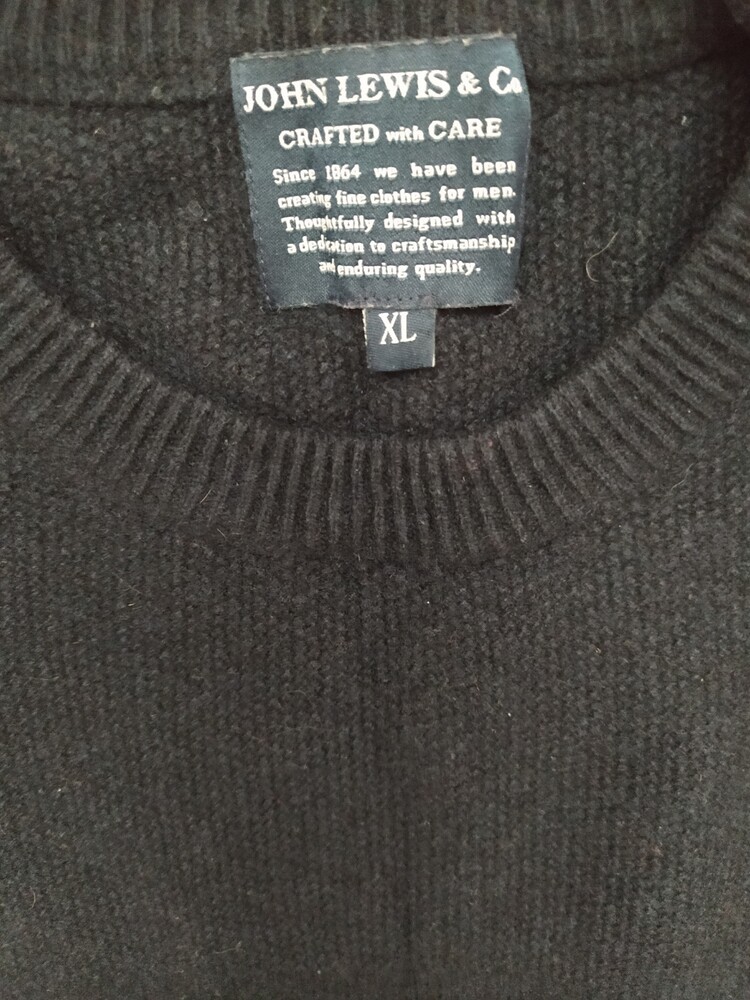 JOHN LEWIS & Co
CRAFTED with CARE
Since 1864 we have been
creating fine clothes for men.
Thoughtfully designed with
a dedication to craftsmanship
and enduring quality.
XL